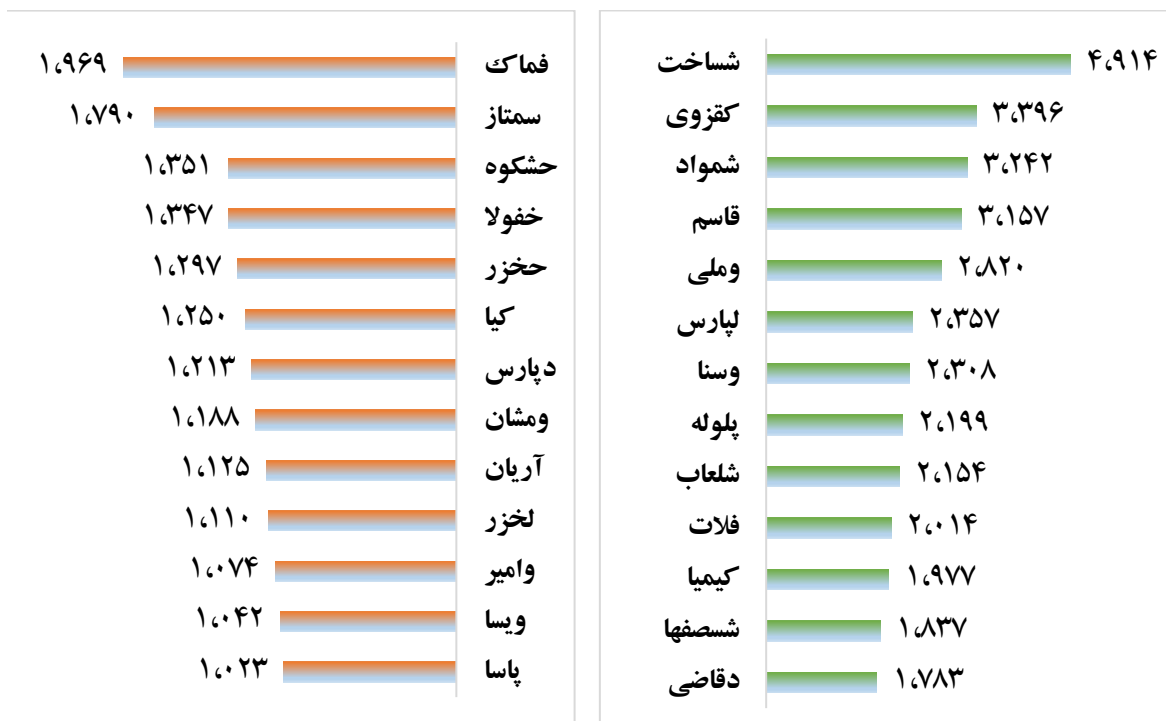 شساخت ۴،۹۱۴
کقزوی ۳،۳۹۶
شمواد ۳،۲۴۲
قاسم ۳،۱۵۷
وملی ۲،۸۲۰
لپارس ۲،۳۵۷
وسنا ۲،۳۰۸
پلوله ۲،۱۹۹
شلعاب ۲،۱۵۴
فلات ۲،۰۱۴
کیمیا ۱،۹۷۷
شسصفها ۱،۸۳۷
دقاضی ۱،۷۸۳
فماک ۱،۹۶۹
سمتاز ۱،۷۹۰
حشکوه ۱،۳۵۱
خفولا ۱،۳۴۷
حخزر ۱،۲۹۷
کیا ۱،۲۵۰
دپارس ۱،۲۱۳
ومشان ۱،۱۸۸
آریان ۱،۱۲۵
لخزر ۱،۱۱۰
وامیر ۱،۰۷۴
ویسا ۱،۰۴۲
پاسا ۱،۰۲۳